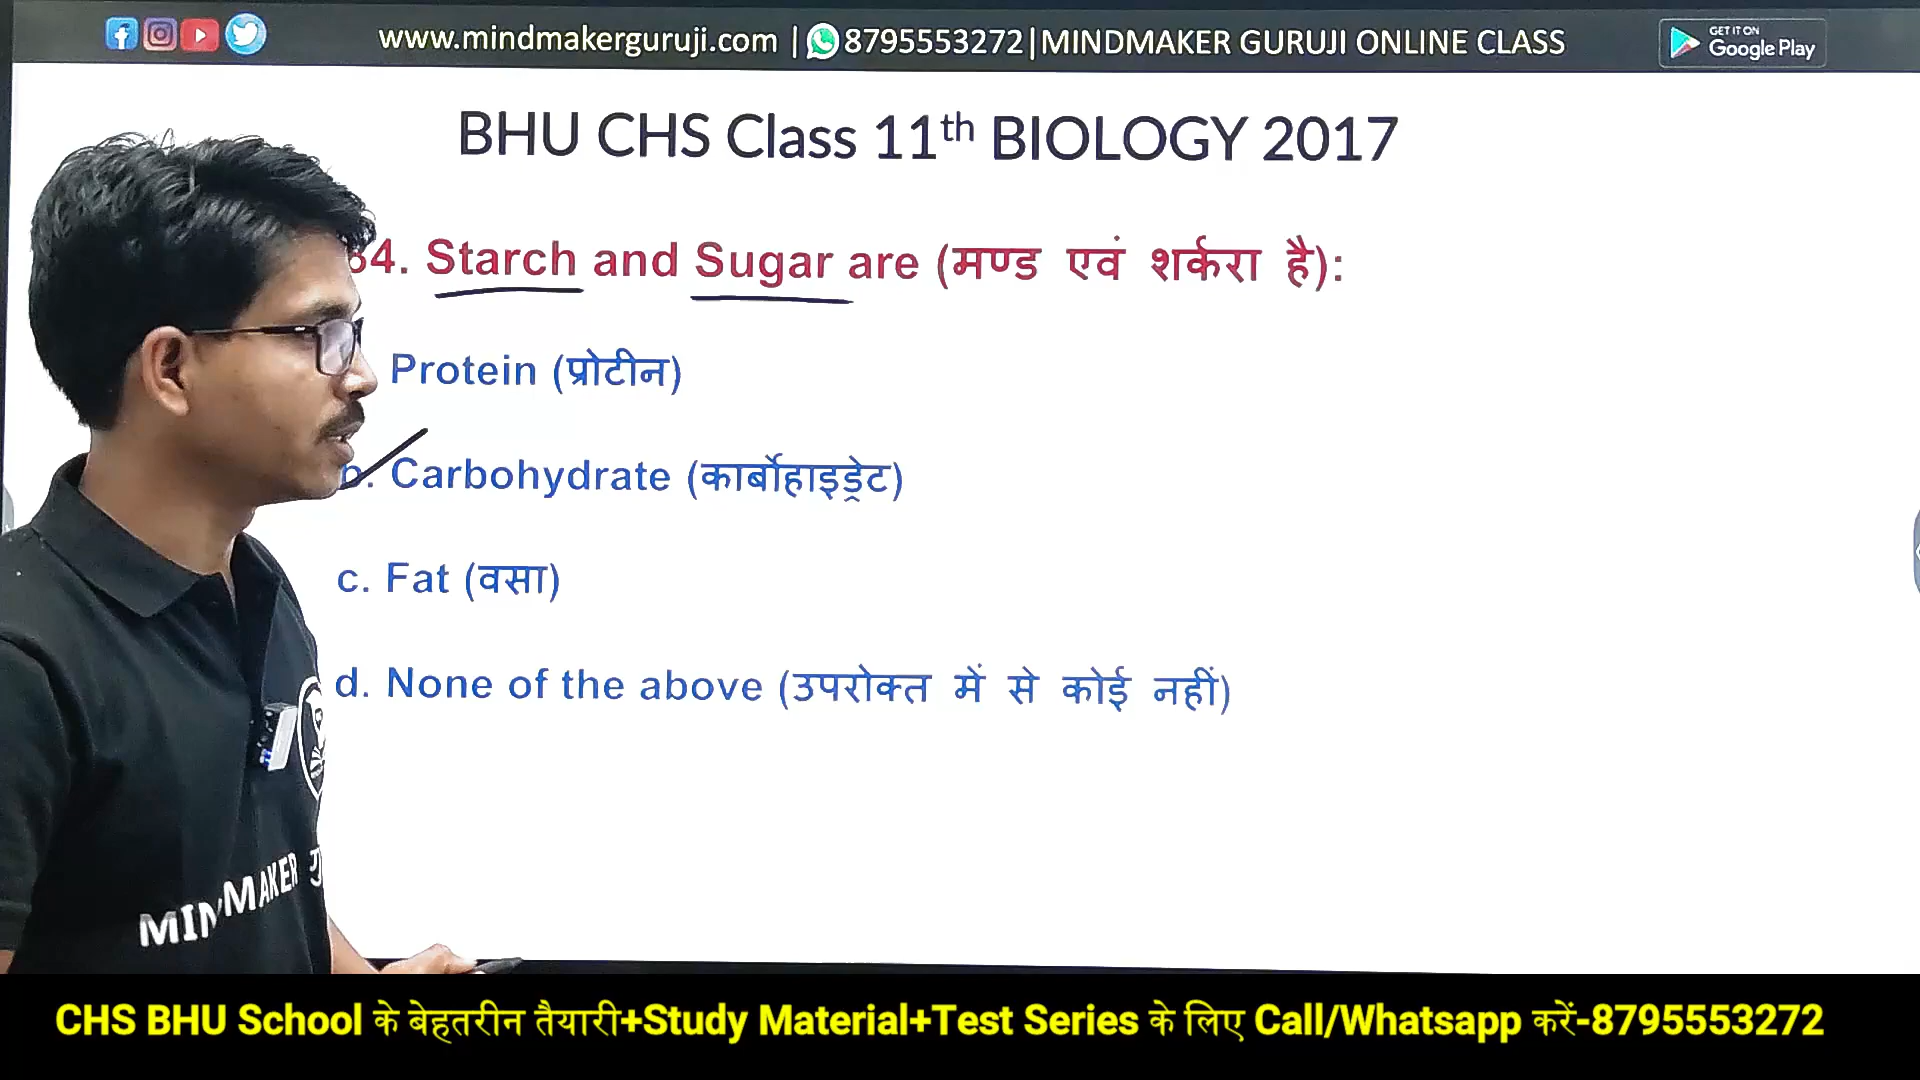 www.mindmakerguruji.com | 8795553272|MINDMAKER GURUJI ONLINE CLASS
GET IT ON
Google Play
BHU CHS Class 11th BIOLOGY 2017
34. Starch and Sugar are (मण्ड एवं शर्करा है):
Protein (प्रोटीन)
b. Carbohydrate (कार्बोहाइड्रेट)
c. Fat (वसा)
d. None of the above (उपरोक्त में से कोई नहीं)
MINDMAKER
CHS BHU School के बेहतरीन तैयारी+Study Material+Test Series के लिए Call/Whatsapp करें-8795553272